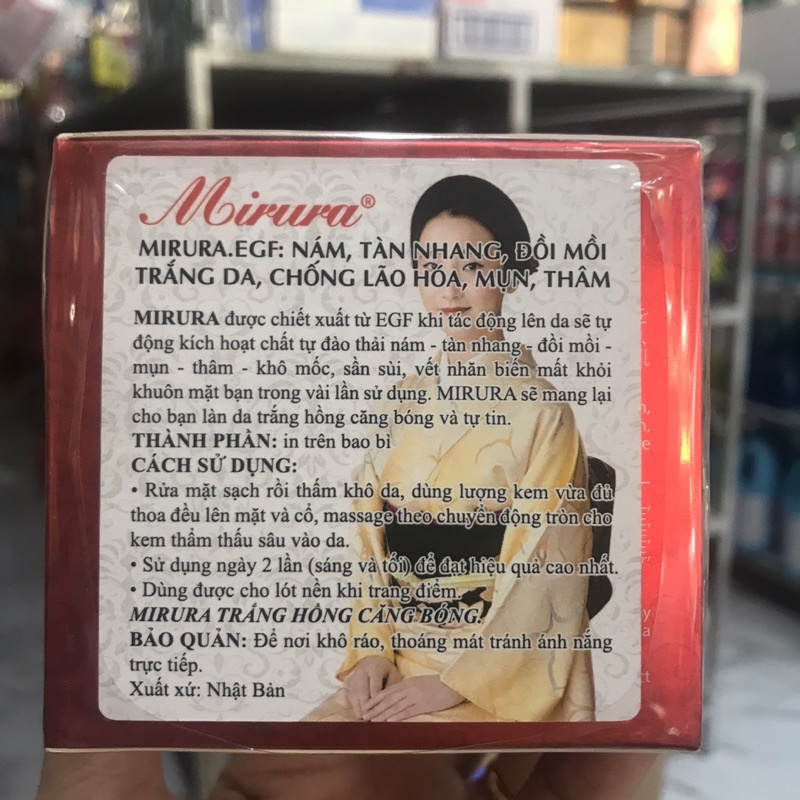 Mirura®
MIRURA.EGF: NÁM, TÀN NHANG, ĐỒI MỒI
TRẮNG DA, CHỐNG LÃO HÓA, MỤN, THÂM
MIRURA được chiết xuất từ EGF khi tác động lên da sẽ tự
động kích hoạt chất tự đào thải nám - tàn nhang - đồi mồi -
mụn - thâm - khô mốc, sần sùi, vết nhăn biến mất khỏi
khuôn mặt bạn trong vài lần sử dụng. MIRURA sẽ mang lại
cho bạn làn da trắng hồng căng bóng và tự tin.
THÀNH PHẦN: in trên bao bì
CÁCH SỬ DỤNG:
• Rửa mặt sạch rồi thấm khô da, dùng lượng kem vừa đủ
thoa đều lên mặt và cổ, massage theo chuyển động tròn cho
kem thẩm thấu sâu vào da.
• Sử dụng ngày 2 lần (sáng và tối) để đạt hiệu quả cao nhất.
• Dùng được cho lót nền khi trang điểm.
MIRURA TRẮNG HỒNG CĂNG BÓNG.
BẢO QUẢN: Để nơi khô ráo, thoáng mát tránh ánh nắng
trực tiếp.
Xuất xứ: Nhật Bản